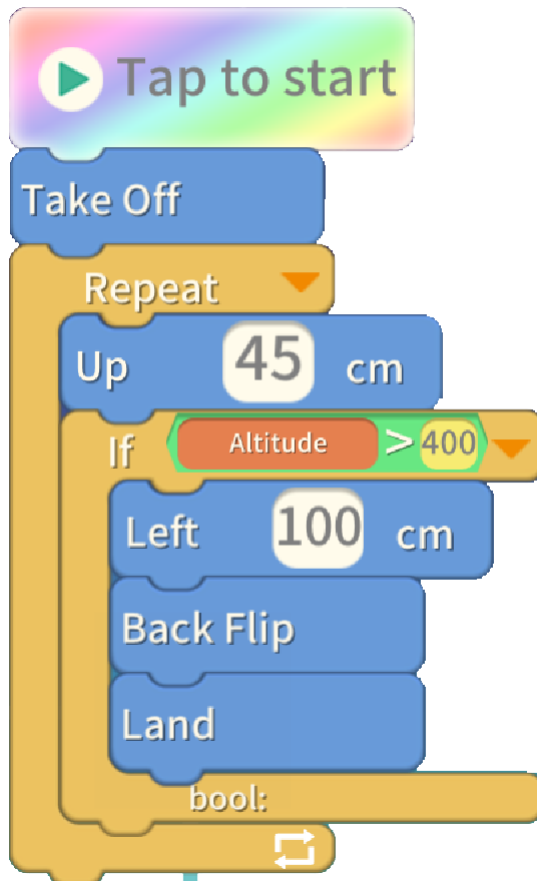 Tap to start
Take Off
Repeat
Up 45 cm
If Altitude > 400
Left 100 cm
Back Flip
Land
bool: